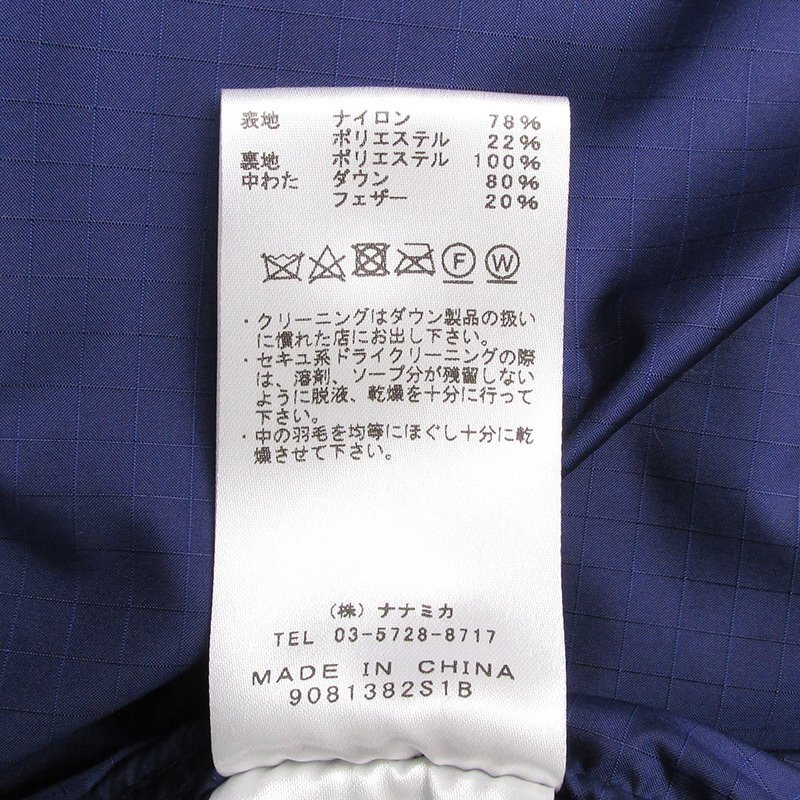 表地 ナイロン 78%
ポリエステル 22%
裏地 ポリエステル 100%
中わた ダウン 80%
フェザー 20%
F W
・クリーニングはダウン製品の扱い
に慣れた店にお出し下さい。
・セキユ系ドライクリーニングの際
は、溶剤、ソープ分が残留しない
ように脱液、乾燥を十分に行って
下さい。
・中の羽毛を均等にほぐし十分に乾
燥させて下さい。
（株）ナナミカ
TEL 03-5728-8717
MADE IN CHINA
9081382S1B